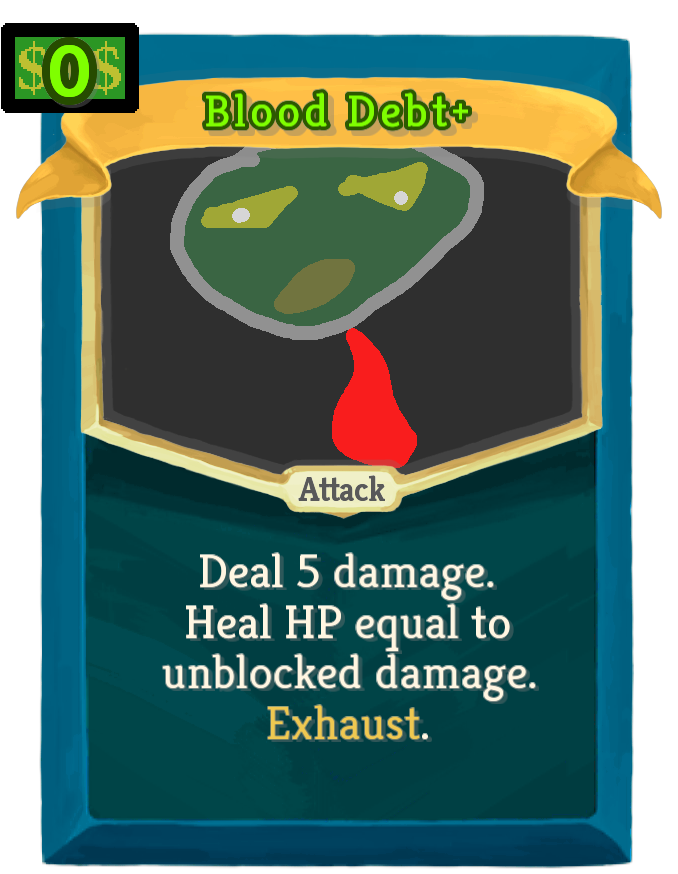 $0$
Blood Debt+
Attack
Deal 5 damage.
Heal HP equal to
unblocked damage.
Exhaust.